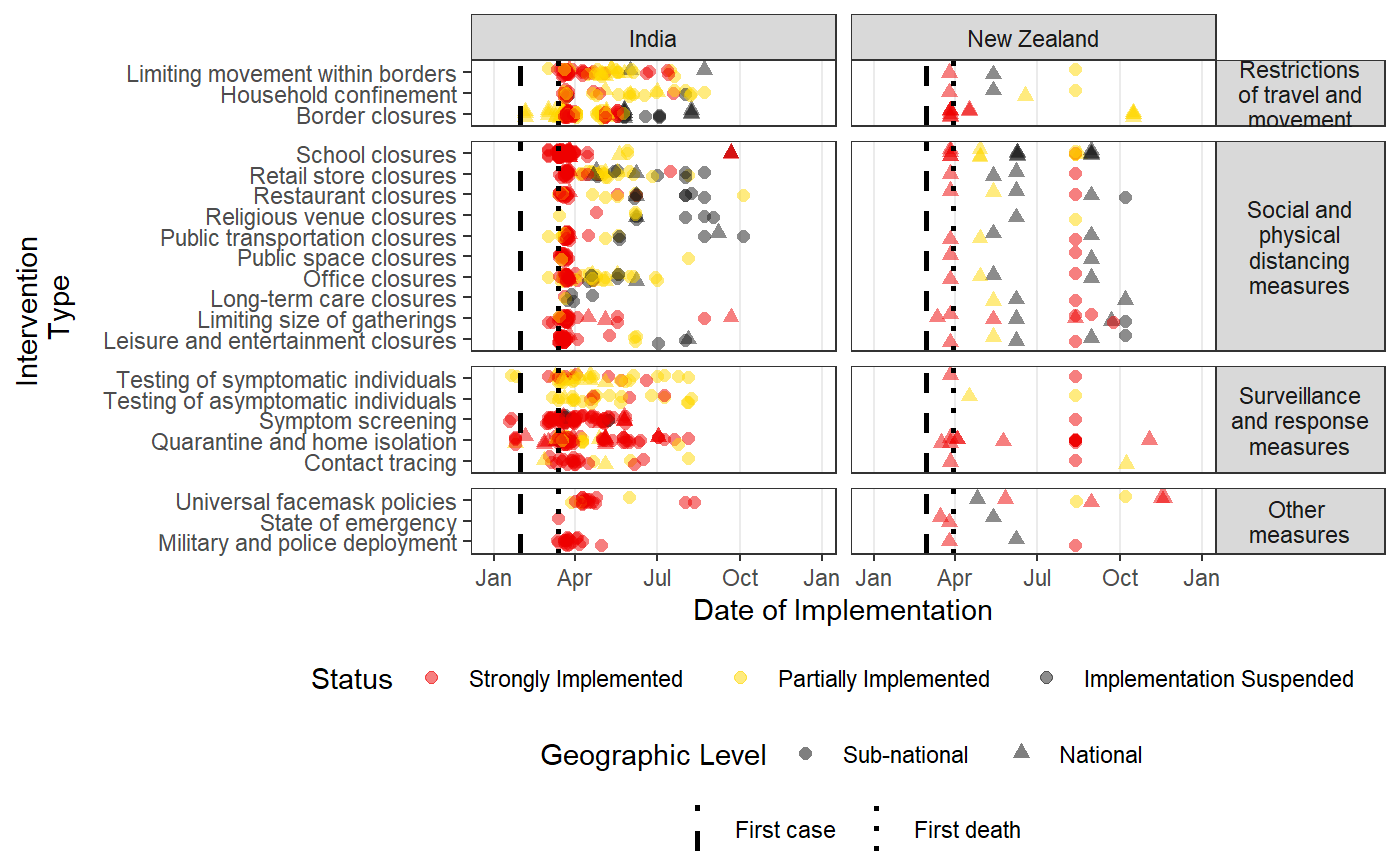 India
New Zealand
Limiting movement within borders
Household confinement
Border closures
Restrictions
of travel and
movement
School closures
Retail store closures
Restaurant closures
Religious venue closures
Public transportation closures
Public space closures
Office closures
Long-term care closures
Limiting size of gatherings
Leisure and entertainment closures
Social and
physical
distancing
measures
Intervention
Type
Testing of symptomatic individuals
Testing of asymptomatic individuals
Symptom screening
Quarantine and home isolation
Contact tracing
Surveillance
and response
measures
Universal facemask policies
State of emergency
Military and police deployment
Other
measures
Jan Apr Jul Oct Jan
Jan Apr Jul Oct Jan
Date of Implementation
Status Strongly Implemented Partially Implemented Implementation Suspended
Geographic Level Sub-national National
First case First death